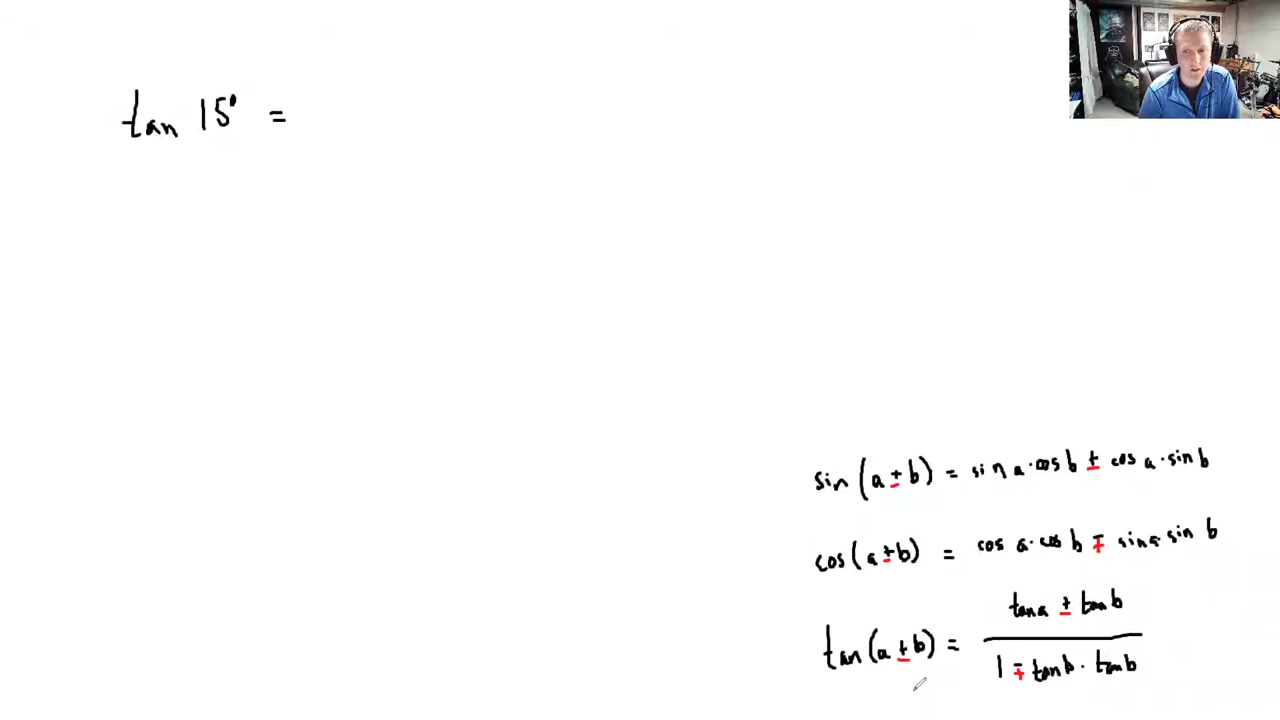 tan 15° =
sin (a ± b) = sin a · cos b ± cos a · sin b
cos (a ± b) = cos a · cos b ∓ sin a · sin b
tan (a ± b) = 
tan a ± tan b
1 ∓ tan b · tan b